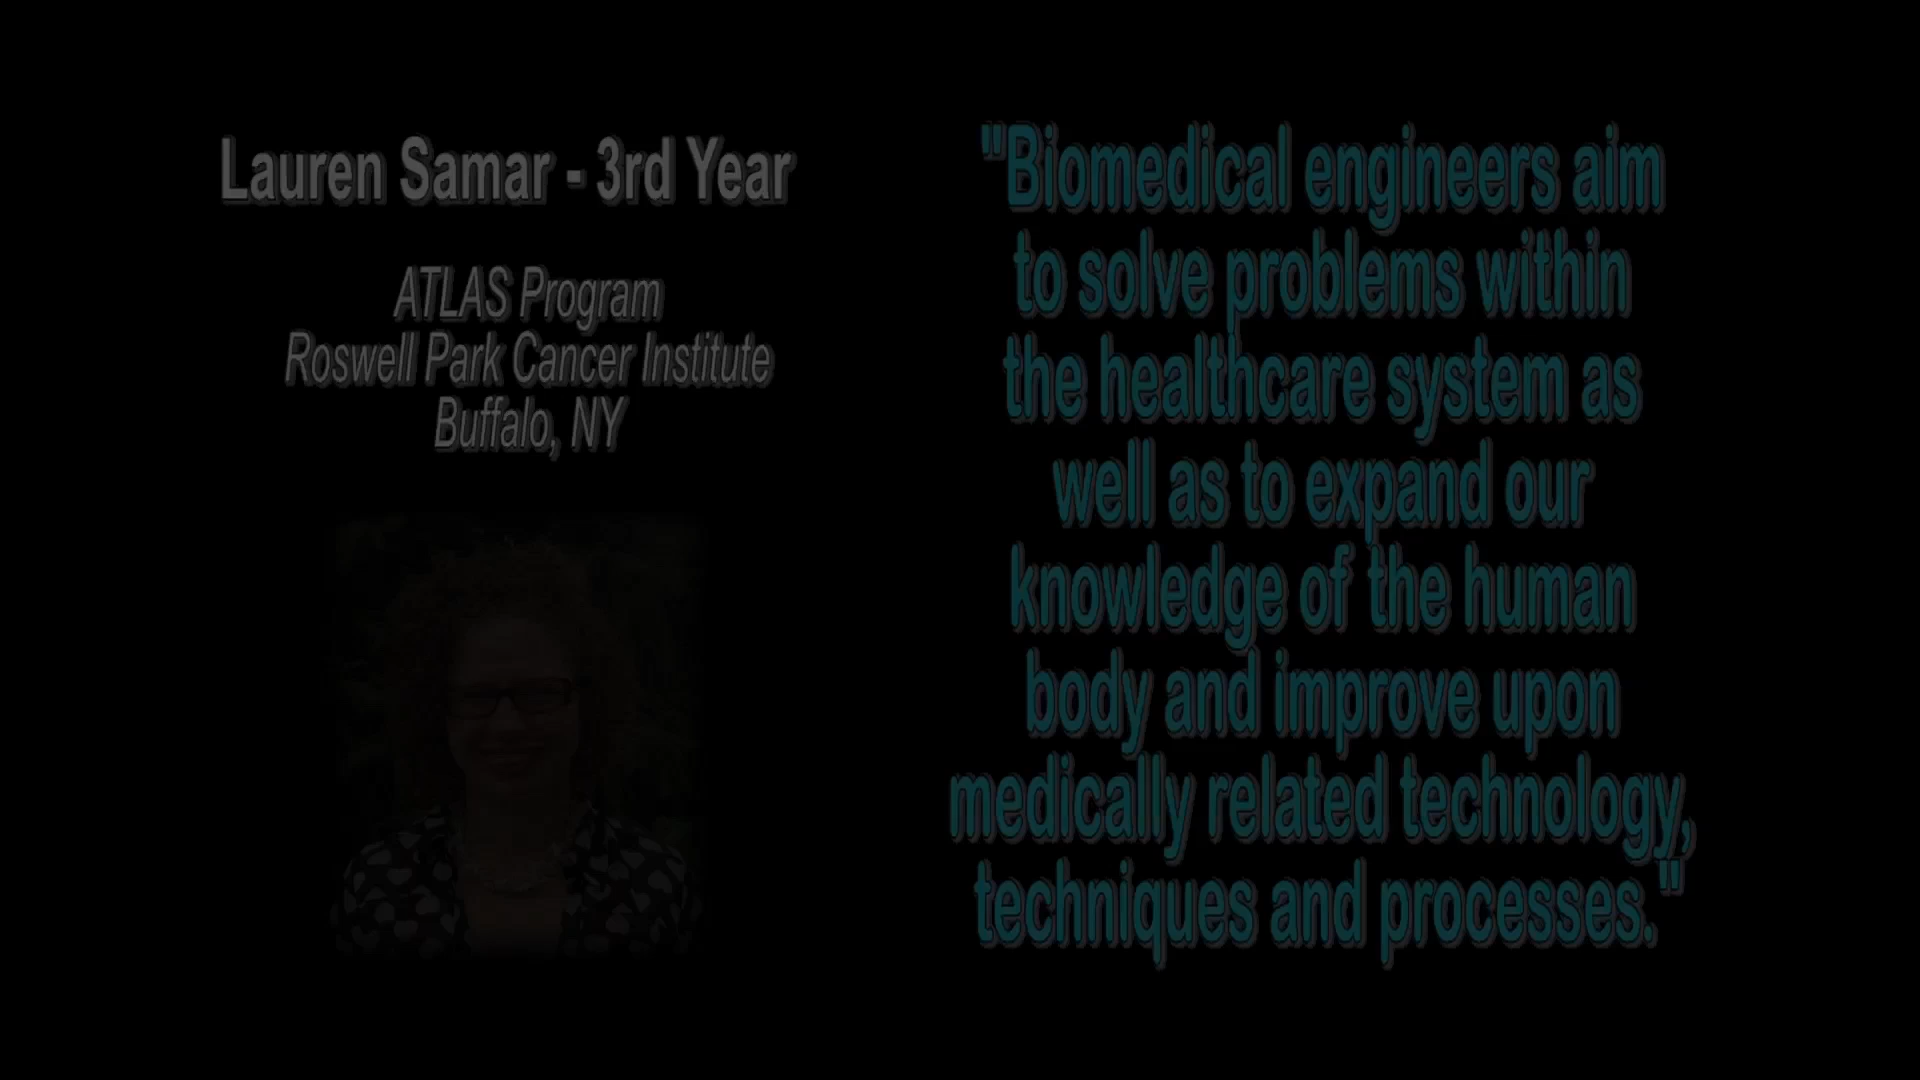 Lauren Samar - 3rd Year
ATLAS Program
Roswell Park Cancer Institute
Buffalo, NY
"Biomedical engineers aim
to solve problems within
the healthcare system as
well as to expand our
knowledge of the human
body and improve upon
medically related technology,
techniques and processes."